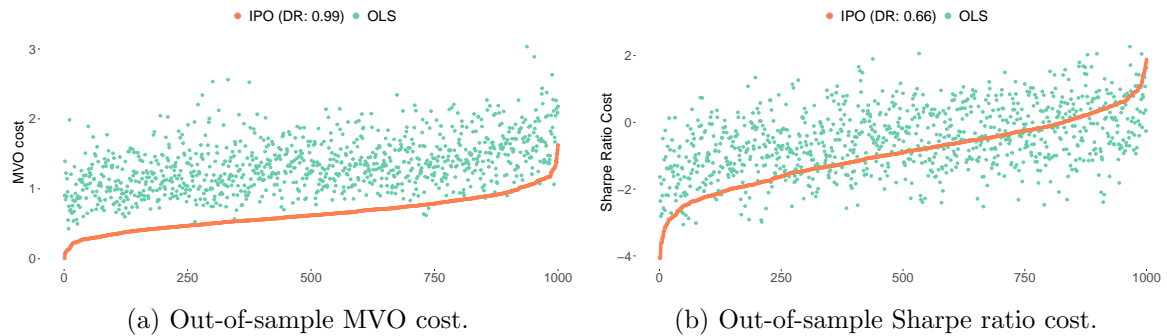 IPO (DR: 0.99) OLS
MVO cost
3
2
1
0
0 250 500 750 1000
(a) Out-of-sample MVO cost.
IPO (DR: 0.66) OLS
Sharpe Ratio Cost
2
0
−2
−4
0 250 500 750 1000
(b) Out-of-sample Sharpe ratio cost.